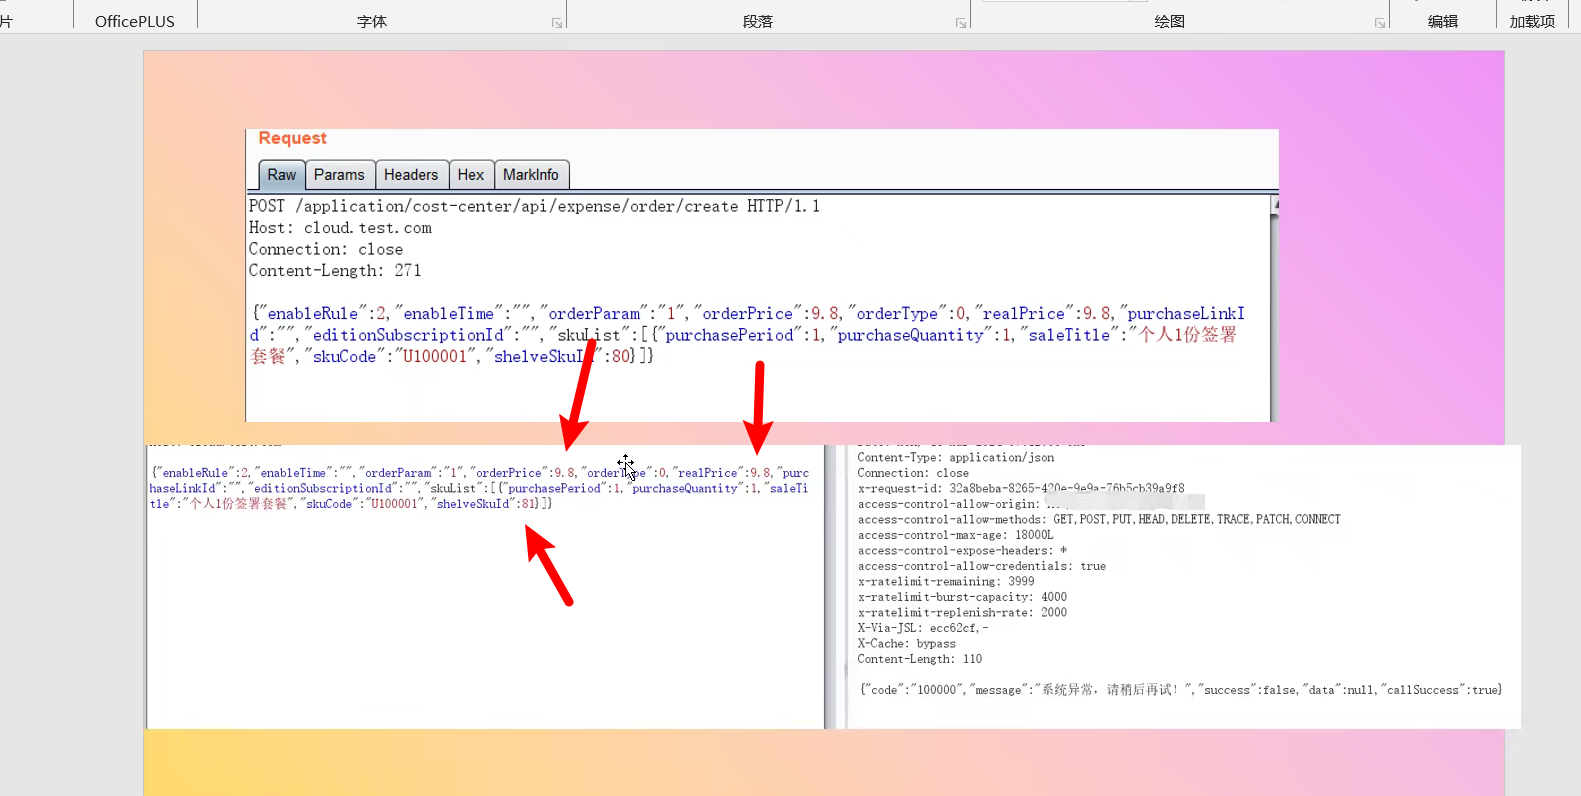 片
OfficePLUS
字体
段落
绘图
编辑
加载项
Request
Raw Params Headers Hex MarkInfo
POST /application/cost-center/api/expense/order/create HTTP/1.1
Host: cloud.test.com
Connection: close
Content-Length: 271
{"enableRule":2,"enableTime":"","orderParam":"1","orderPrice":9.8,"orderType":0,"realPrice":9.8,"purchaseLinkI
d":"","editionSubscriptionId":"","skuList":[{"purchasePeriod":1,"purchaseQuantity":1,"saleTitle":"个人1份签署
套餐","skuCode":"U100001","shelveSkuId":80}]}
{"enableRule":2,"enableTime":"","orderParam":"1","orderPrice":9.8,"orderType":0,"realPrice":9.8,"purc
haseLinkId":"","editionSubscriptionId":"","skuList":[{"purchasePeriod":1,"purchaseQuantity":1,"saleTi
tle":"个人1份签署套餐","skuCode":"U100001","shelveSkuId":81}]}
Content-Type: application/json
Connection: close
x-request-id: 32a8beba-8265-420e-9e9a-76b5cb39a9f8
access-control-allow-origin:
access-control-allow-methods: GET,POST,PUT,HEAD,DELETE,TRACE,PATCH,CONNECT
access-control-max-age: 18000L
access-control-expose-headers: *
access-control-allow-credentials: true
x-ratelimit-remaining: 3999
x-ratelimit-burst-capacity: 4000
x-ratelimit-replenish-rate: 2000
X-Via-JSL: ecc62cf,-
X-Cache: bypass
Content-Length: 110
{"code":"100000","message":"系统异常，请稍后再试！","success":false,"data":null,"callSuccess":true}